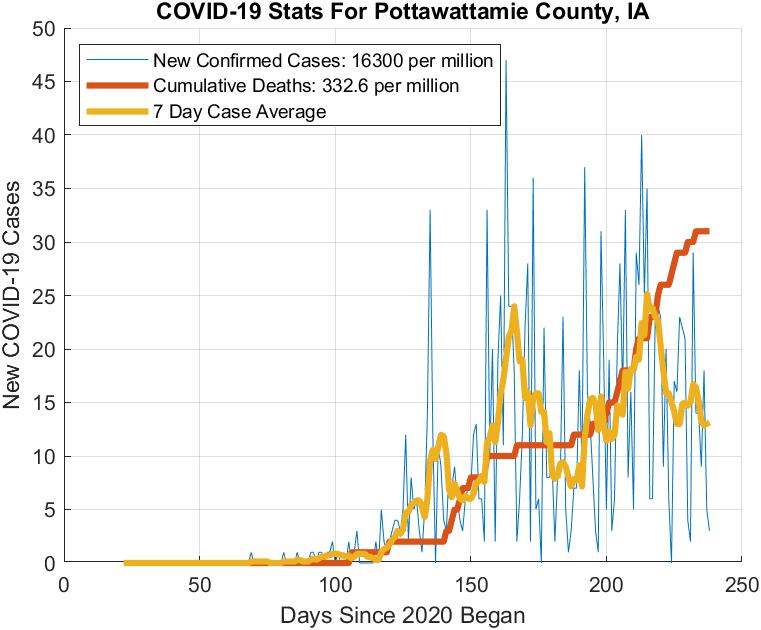 COVID-19 Stats For Pottawattamie County, IA
New Confirmed Cases: 16300 per million
Cumulative Deaths: 332.6 per million
7 Day Case Average
New COVID-19 Cases
50
45
40
35
30
25
20
15
10
5
0
0 50 100 150 200 250
Days Since 2020 Began